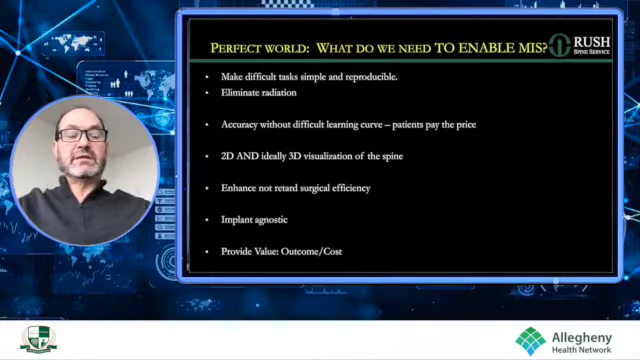 PERFECT WORLD: WHAT DO WE NEED TO ENABLE MIS?
RUSH
SPINE SERVICE
• Make difficult tasks simple and reproducible.
• Eliminate radiation
• Accuracy without difficult learning curve – patients pay the price
• 2D AND ideally 3D visualization of the spine
• Enhance not retard surgical efficiency
• Implant agnostic
• Provide Value: Outcome/Cost
Allegheny
Health Network